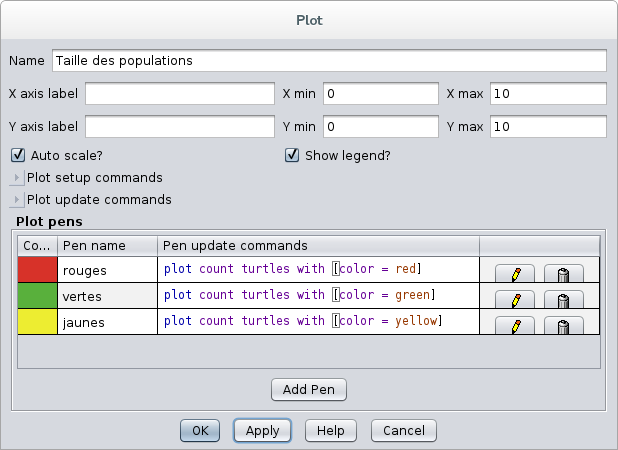 Plot
Name Taille des populations
X axis label X min 0 X max 10
Y axis label Y min 0 Y max 10
Auto scale? Show legend?
Plot setup commands
Plot update commands
Plot pens
Co... Pen name Pen update commands
rouges plot count turtles with [color = red]
vertes plot count turtles with [color = green]
jaunes plot count turtles with [color = yellow]
Add Pen
OK Apply Help Cancel